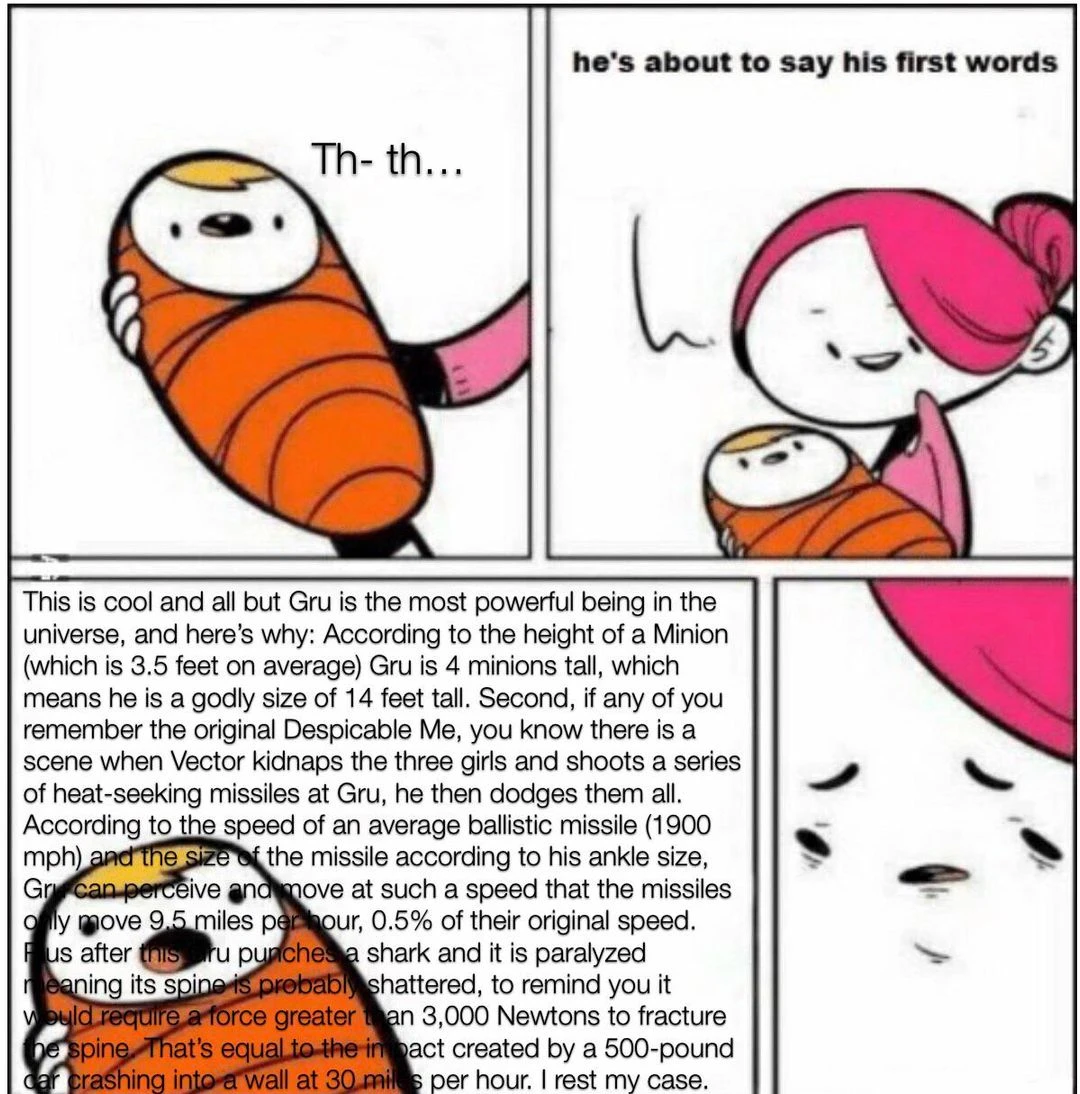 Th- th...
he's about to say his first words
This is cool and all but Gru is the most powerful being in the
universe, and here’s why: According to the height of a Minion
(which is 3.5 feet on average) Gru is 4 minions tall, which
means he is a godly size of 14 feet tall. Second, if any of you
remember the original Despicable Me, you know there is a
scene when Vector kidnaps the three girls and shoots a series
of heat-seeking missiles at Gru, he then dodges them all.
According to the speed of an average ballistic missile (1900
mph) and the size of the missile according to his ankle size,
Gru can perceive and move at such a speed that the missiles
only move 9.5 miles per hour, 0.5% of their original speed.
Plus after this Gru punches a shark and it is paralyzed
meaning its spine is probably shattered, to remind you it
would require a force greater than 3,000 Newtons to fracture
the spine. That’s equal to the impact created by a 500-pound
car crashing into a wall at 30 miles per hour. I rest my case.